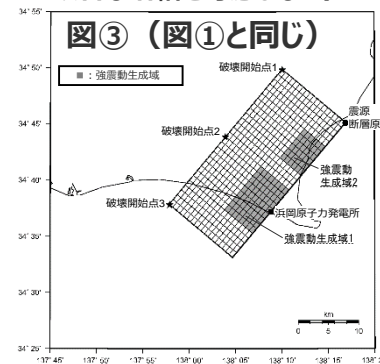 図③（図①と同じ）
34˚ 55'
34˚ 50'
34˚ 45'
34˚ 40'
34˚ 35'
34˚ 30'
34˚ 25'
■：強震動生成域
破壊開始点1
震源
断層原
破壊開始点2
強震動
生成域2
破壊開始点3
浜岡原子力発電所
強震動生成域1
km
0 5 10
137˚ 45' 137˚ 50' 137˚ 55' 138˚ 00' 138˚ 05' 138˚ 10' 138˚ 15' 138˚ 2